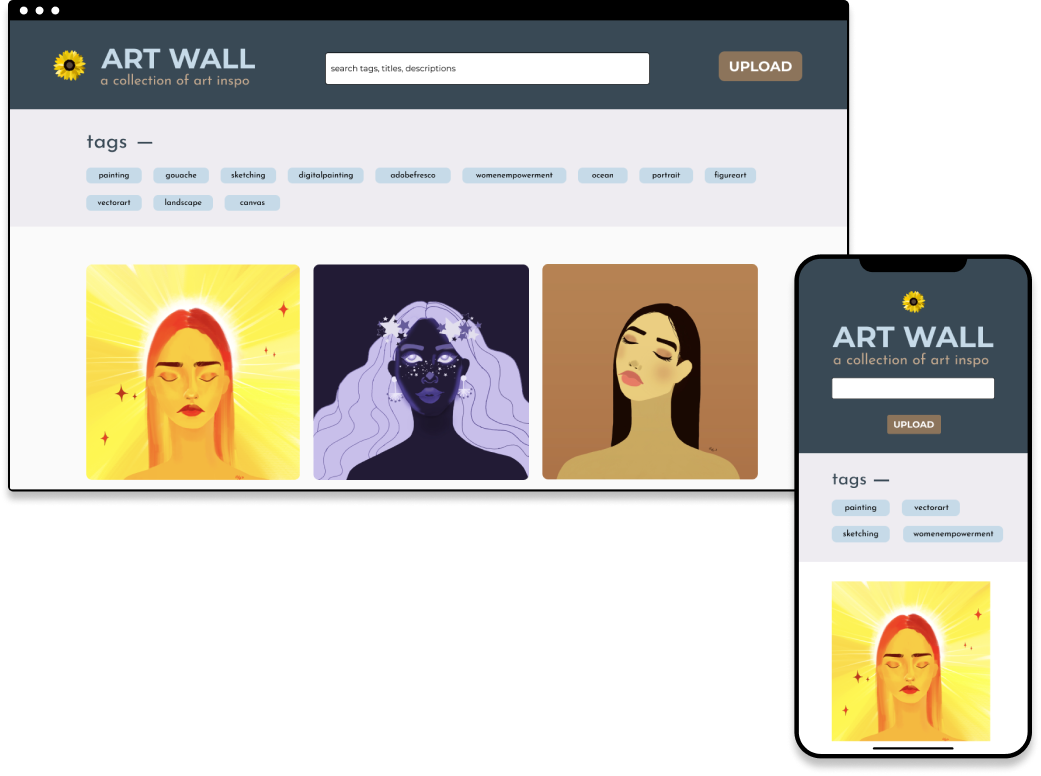 ART WALL
a collection of art inspo
search tags, titles, descriptions
UPLOAD
tags —
painting gouache sketching digitalpainting adobefresco womenempowerment ocean portrait figureart
vectorart landscape canvas
ART WALL
a collection of art inspo
UPLOAD
tags —
painting vectorart
sketching womenempowerment